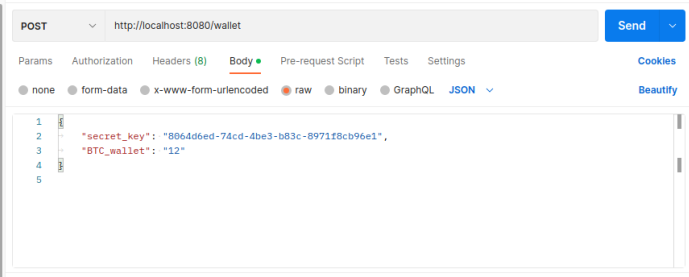 POST http://localhost:8080/wallet Send
Params Authorization Headers (8) Body Pre-request Script Tests Settings Cookies
none form-data x-www-form-urlencoded raw binary GraphQL JSON Beautify
1 {
2 "secret_key": "8064d6ed-74cd-4be3-b83c-8971f8cb96e1",
3 "BTC_wallet": "12"
4 }
5